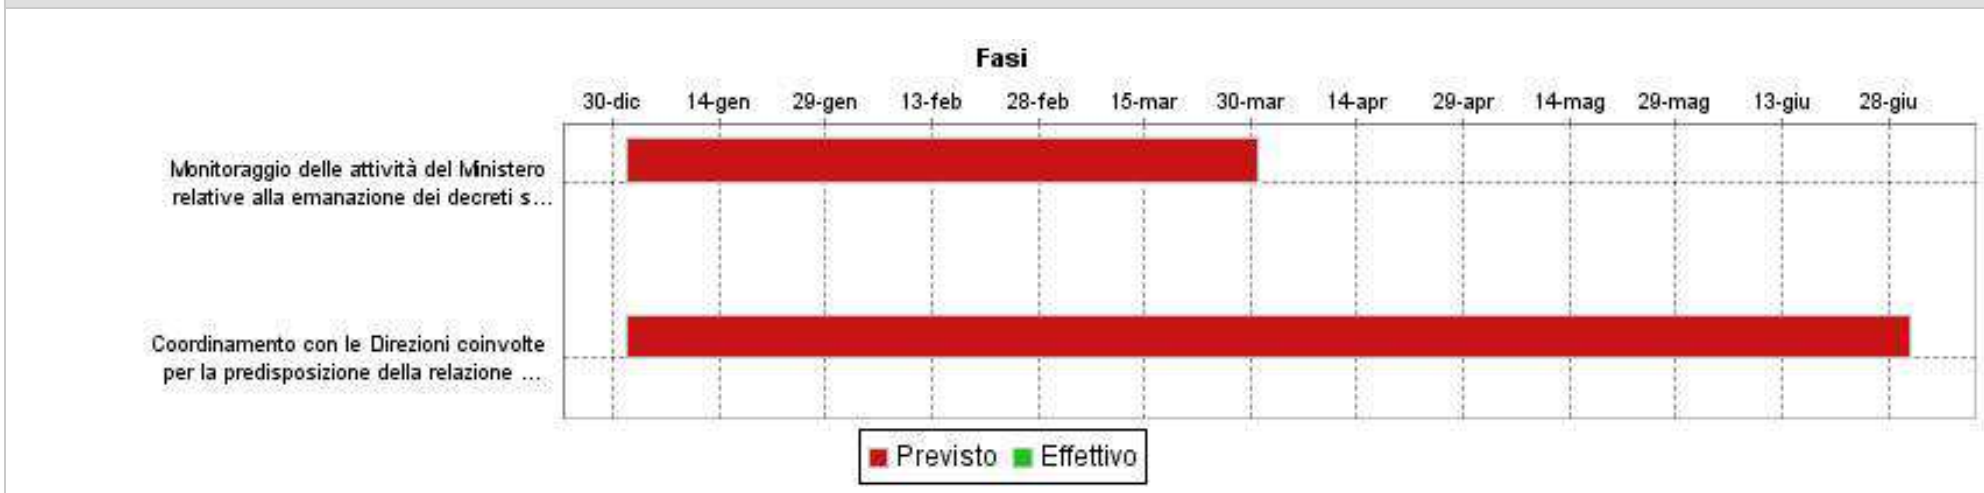 Fasi
30-dic 14-gen 29-gen 13-feb 28-feb 15-mar 30-mar 14-apr 29-apr 14-mag 29-mag 13-giu 28-giu
Monitoraggio delle attività del Ministero
relative alla emanazione dei decreti s...
Coordinamento con le Direzioni coinvolte
per la predisposizione della relazione ...
Previsto Effettivo